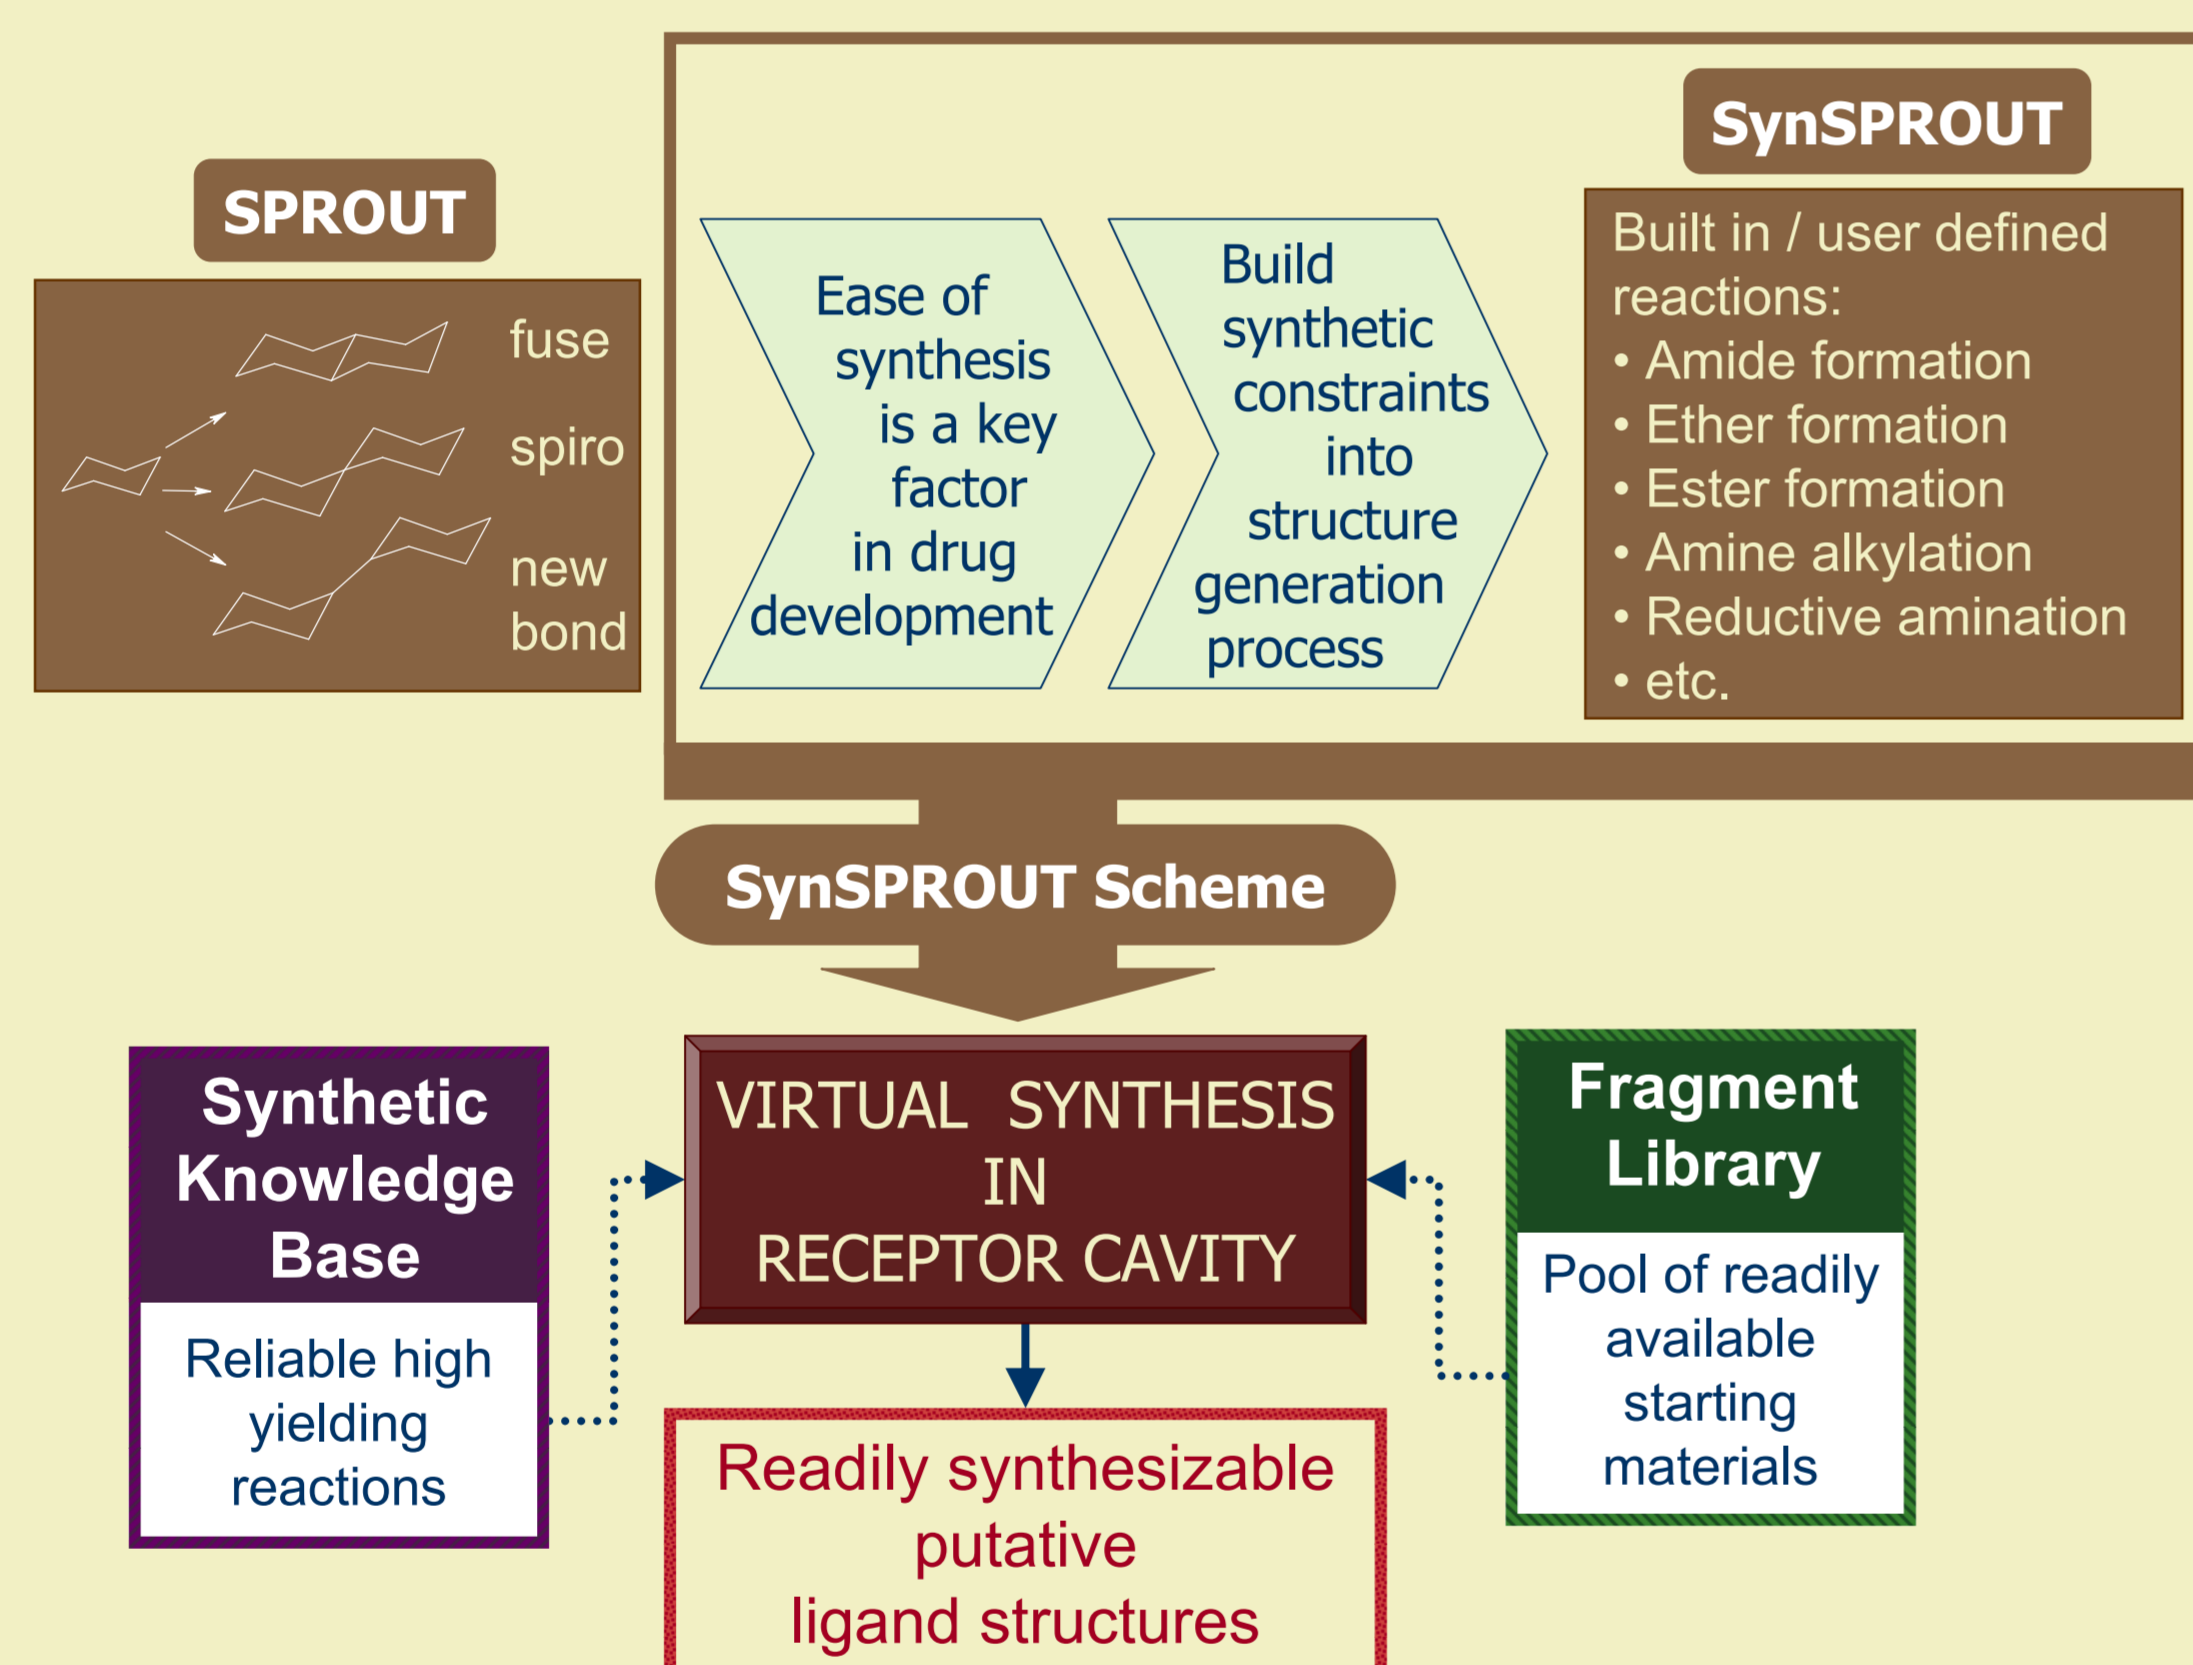 SPROUT
fuse
spiro
new
bond
Ease of
synthesis
is a key
factor
in drug
development
Build
synthetic
constraints
into
structure
generation
process
SynSPROUT
Built in / user defined
reactions:
• Amide formation
• Ether formation
• Ester formation
• Amine alkylation
• Reductive amination
• etc.
SynSPROUT Scheme
Synthetic
Knowledge
Base
Reliable high
yielding
reactions
VIRTUAL SYNTHESIS
IN
RECEPTOR CAVITY
Fragment
Library
Pool of readily
available
starting
materials
Readily synthesizable
putative
ligand structures